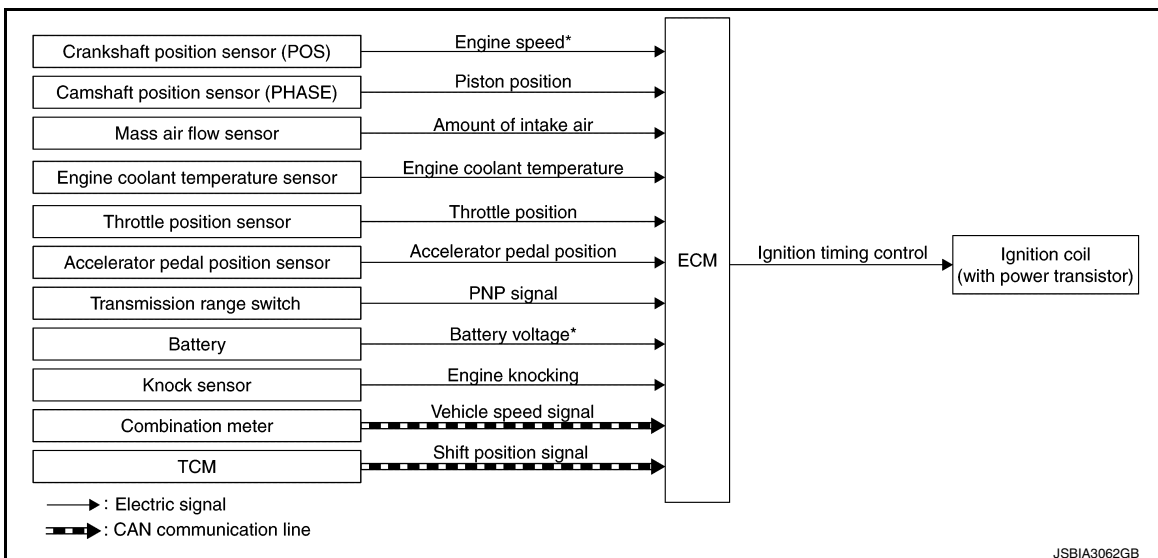 Crankshaft position sensor (POS)
Engine speed*
Camshaft position sensor (PHASE)
Piston position
Mass air flow sensor
Amount of intake air
Engine coolant temperature sensor
Engine coolant temperature
Throttle position sensor
Throttle position
Accelerator pedal position sensor
Accelerator pedal position
Transmission range switch
PNP signal
Battery
Battery voltage*
Knock sensor
Engine knocking
Combination meter
Vehicle speed signal
TCM
Shift position signal
ECM
Ignition timing control
Ignition coil
(with power transistor)
: Electric signal
: CAN communication line
JSBIA3062GB